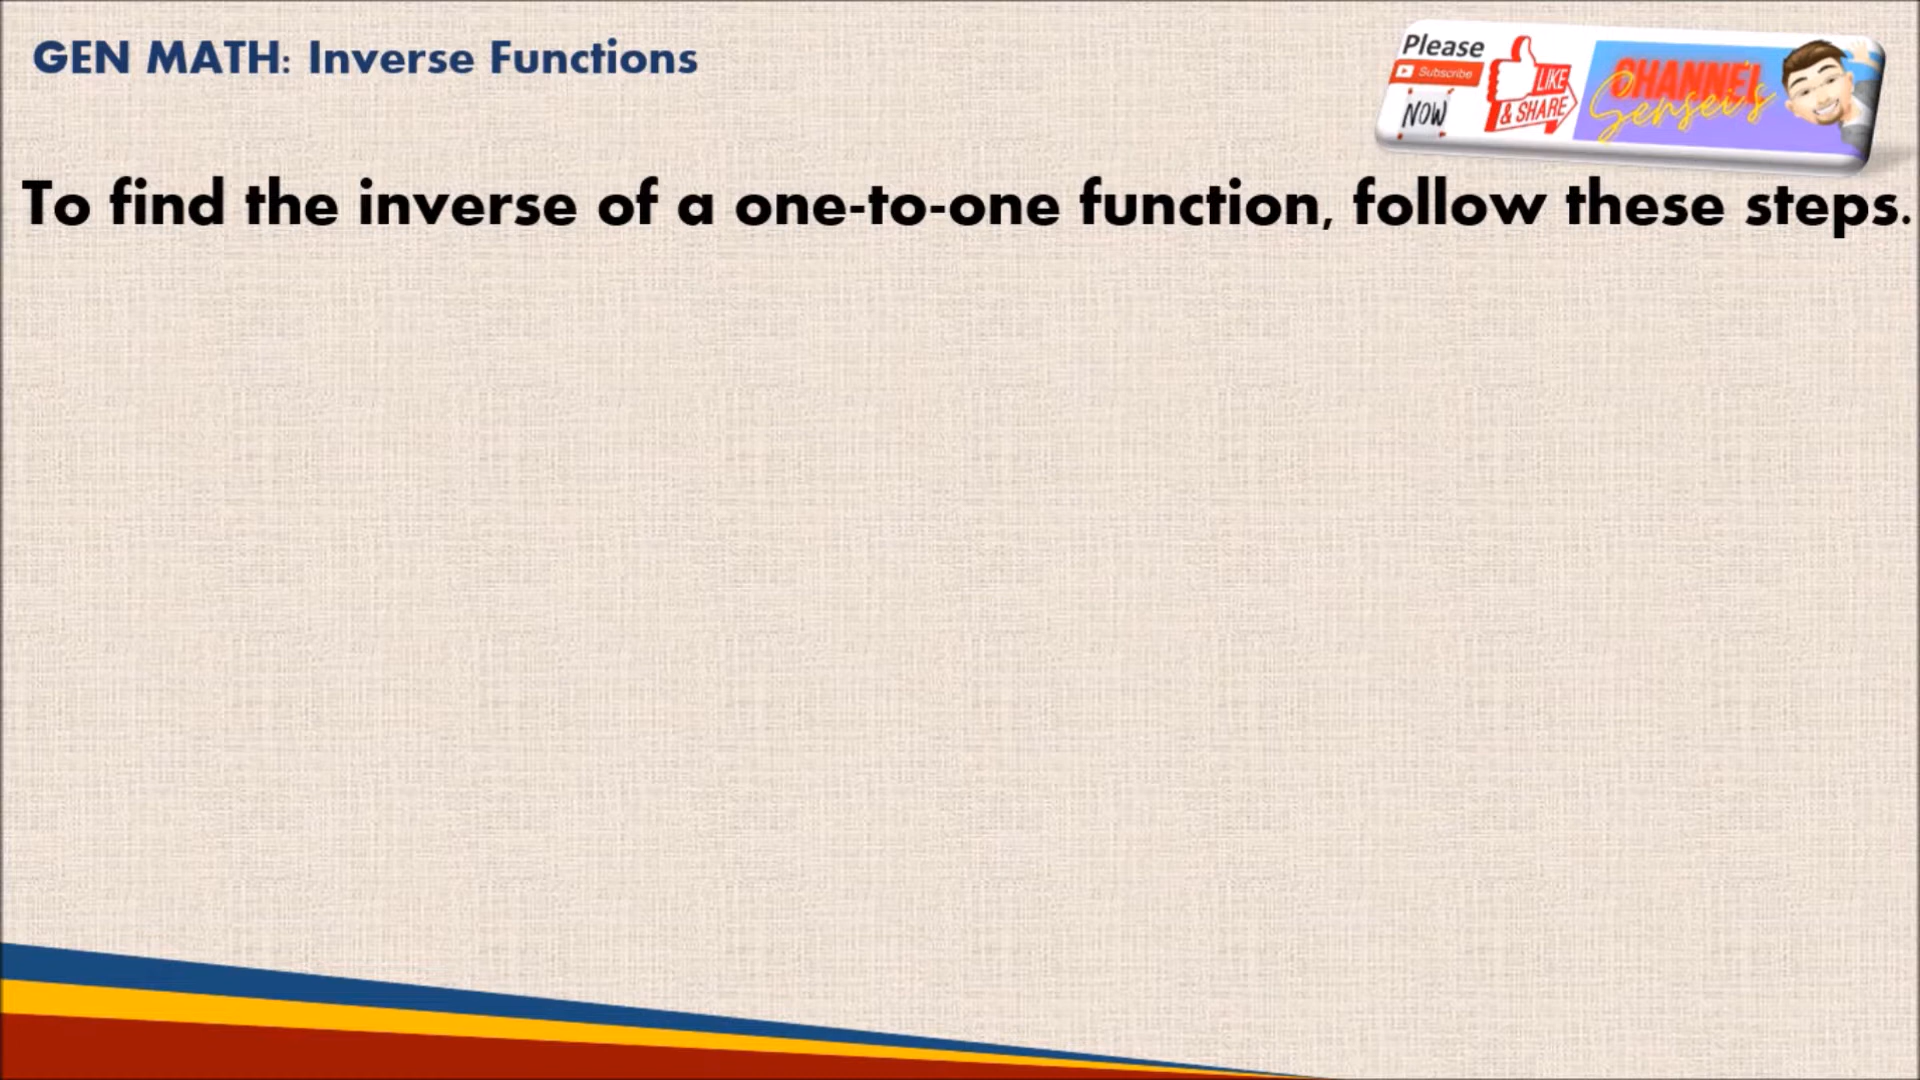 GEN MATH: Inverse Functions
Please
Subscribe
NOW
LIKE
& SHARE
CHANNEL
Sensei's
To find the inverse of a one-to-one function, follow these steps.